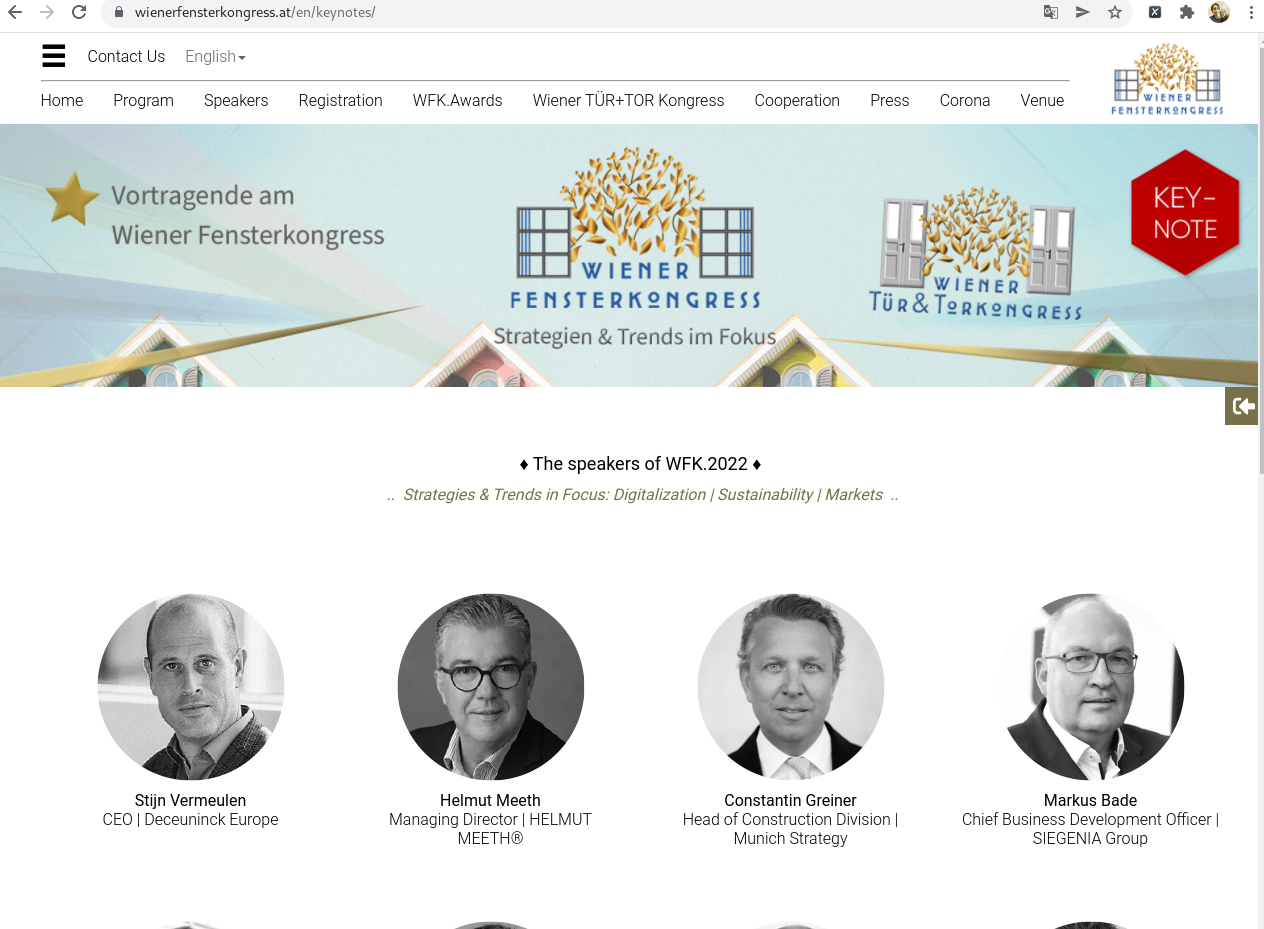 wienerfensterkongress.at/en/keynotes/
Contact Us English
Home Program Speakers Registration WFK.Awards Wiener TÜR+TOR Kongress Cooperation Press Corona Venue
WIENER
FENSTERKONGRESS
Vortragende am
Wiener Fensterkongress
WIENER
FENSTERKONGRESS
Strategien & Trends im Fokus
WIENER
TÜR & TORKONGRESS
KEY-
NOTE
♦ The speakers of WFK.2022 ♦
.. Strategies & Trends in Focus: Digitalization | Sustainability | Markets ..
Stijn Vermeulen
CEO | Deceuninck Europe
Helmut Meeth
Managing Director | HELMUT
MEETH®
Constantin Greiner
Head of Construction Division |
Munich Strategy
Markus Bade
Chief Business Development Officer |
SIEGENIA Group